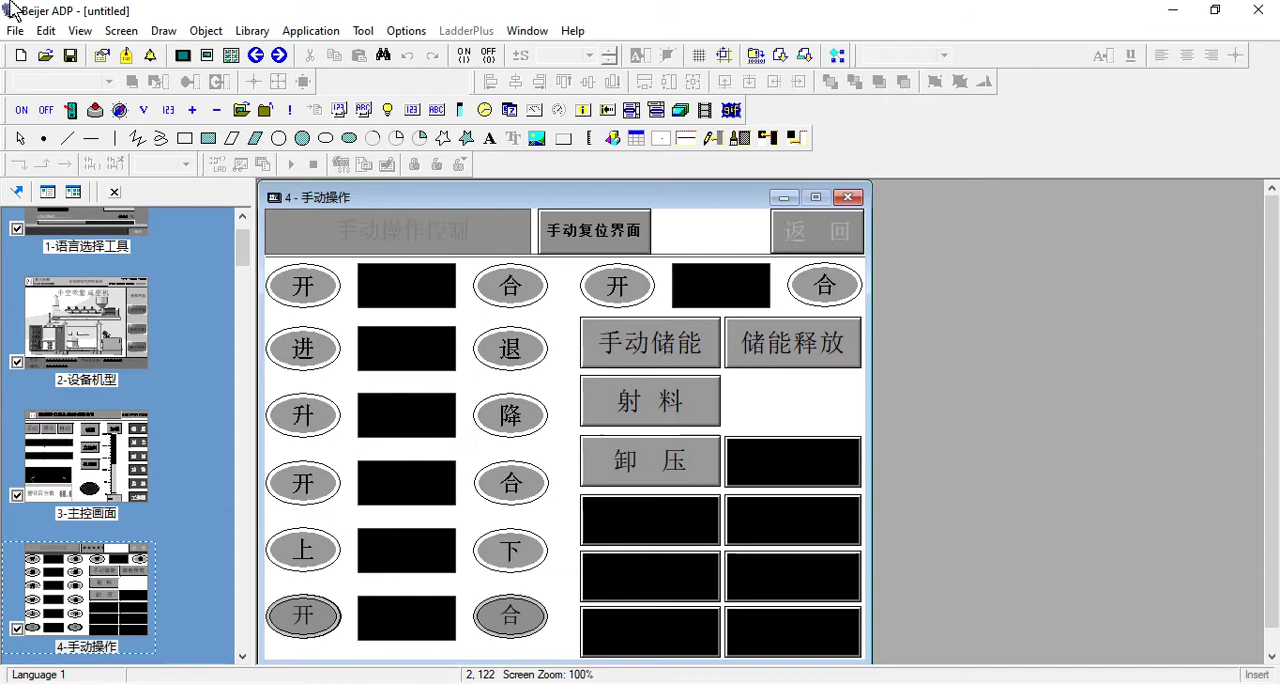 Beijer ADP - [untitled]
File Edit View Screen Draw Object Library Application Tool Options LadderPlus Window Help
ON OFF
±S
ON OFF
1-语言选择工具
2-设备机型
3-主控画面
4-手动操作
4 - 手动操作
手动操作控制 手动复位界面 返 回
开 合 开 合
进 退 手动储能 储能释放
升 降 射 料
开 合 卸 压
上 下
开 合
Language 1 2, 122 Screen Zoom: 100% Insert